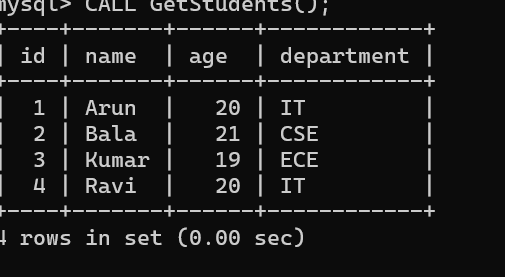 mysql> CALL GetStudents();
+----+-------+------+------------+
| id | name  | age  | department |
+----+-------+------+------------+
|  1 | Arun  |   20 | IT         |
|  2 | Bala  |   21 | CSE        |
|  3 | Kumar |   19 | ECE        |
|  4 | Ravi  |   20 | IT         |
+----+-------+------+------------+
4 rows in set (0.00 sec)